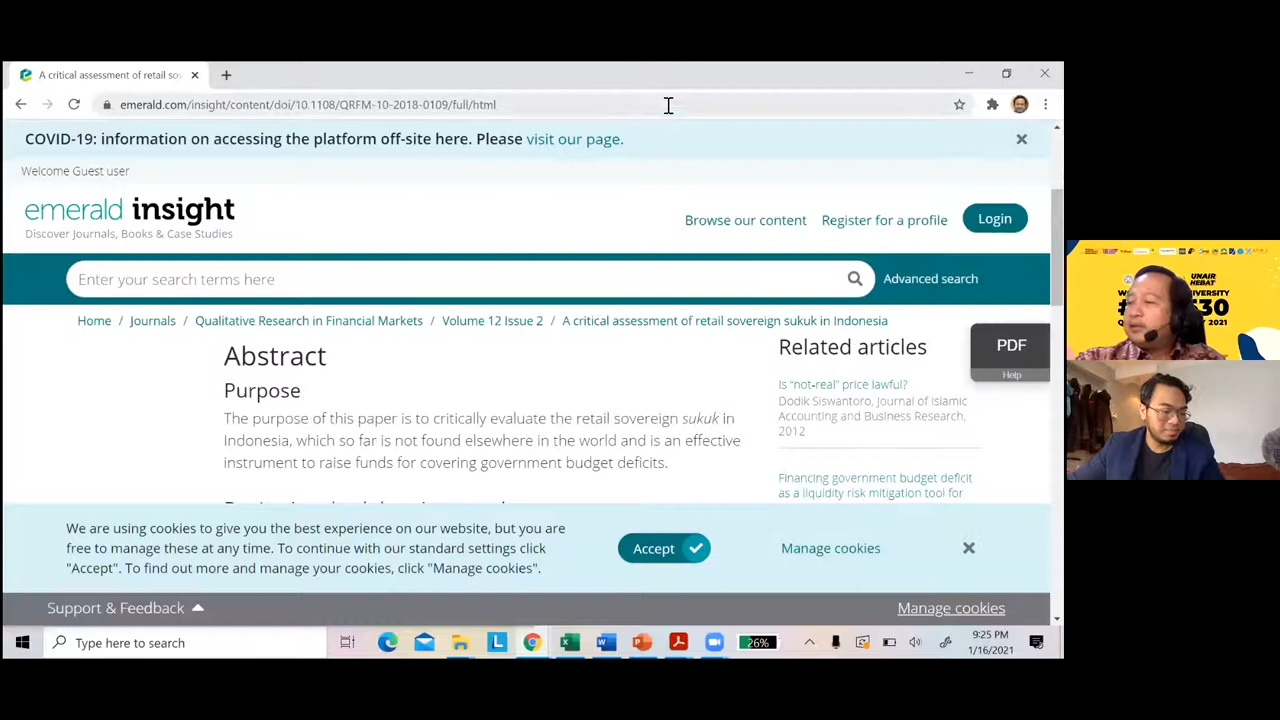 A critical assessment of retail sov
emerald.com/insight/content/doi/10.1108/QRFM-10-2018-0109/full/html
COVID-19: information on accessing the platform off-site here. Please visit our page.
Welcome Guest user
emerald insight
Discover Journals, Books & Case Studies
Browse our content
Register for a profile
Login
Enter your search terms here
Advanced search
Home / Journals / Qualitative Research in Financial Markets / Volume 12 Issue 2 / A critical assessment of retail sovereign sukuk in Indonesia
Abstract
Purpose
The purpose of this paper is to critically evaluate the retail sovereign sukuk in
Indonesia, which so far is not found elsewhere in the world and is an effective
instrument to raise funds for covering government budget deficits.
Related articles
Is “not-real” price lawful?
Dodik Siswantoro, Journal of Islamic
Accounting and Business Research,
2012
Financing government budget deficit
as a liquidity risk mitigation tool for
PDF
Help
We are using cookies to give you the best experience on our website, but you are
free to manage these at any time. To continue with our standard settings click
"Accept". To find out more and manage your cookies, click "Manage cookies".
Accept
Manage cookies
Support & Feedback
Manage cookies
Type here to search
26%
9:25 PM
1/16/2021
UNAIR
HEBAT
2021